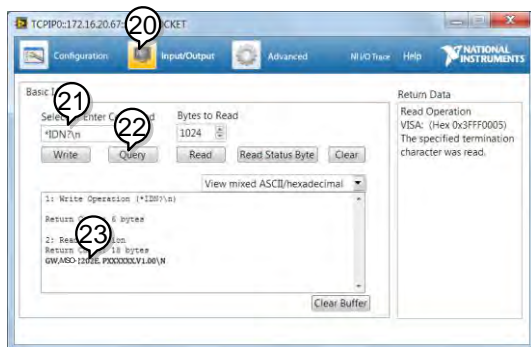 TCPIP0::172.16.20.67: CKET
20
Configuration Input/Output Advanced NI I/O Trace Help NATIONAL INSTRUMENTS
Basic I
21
Select Enter C d Bytes to Read
22
*IDN?\n 1024
Write Query Read Read Status Byte Clear
View mixed ASCII/hexadecimal
1: Write Operation (*IDN?\n)
Return 6 bytes
23
2: Rea ion
Return 18 bytes
GW,MSO-1202E, PXXXXXX,V1.00\N
Clear Buffer
Return Data
Read Operation
VISA: (Hex 0x3FFF0005)
The specified termination
character was read.